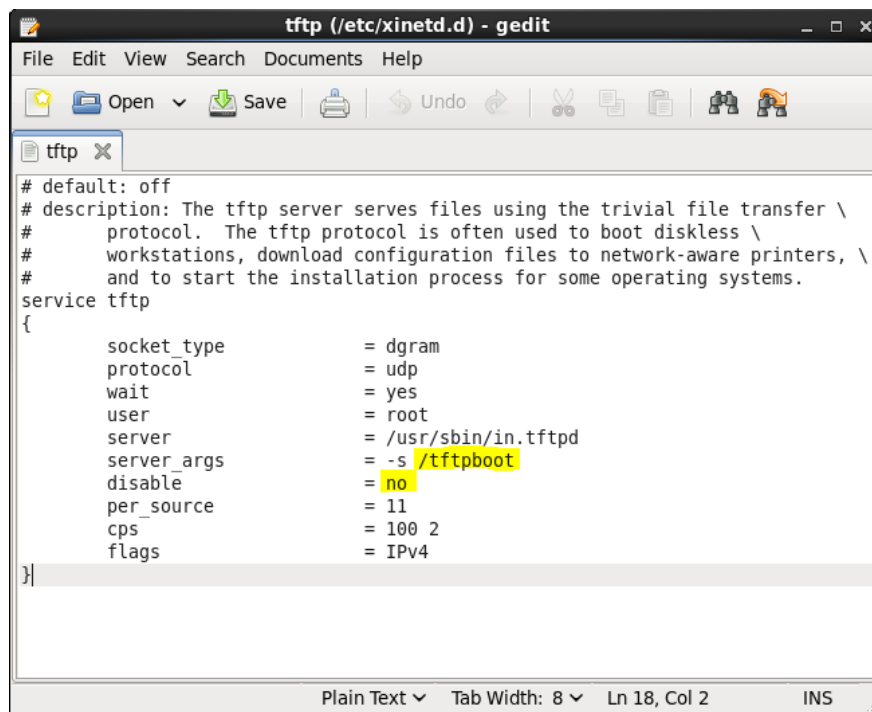 tftp (/etc/xinetd.d) - gedit
File Edit View Search Documents Help
Open Save Undo
tftp
# default: off
# description: The tftp server serves files using the trivial file transfer \
#       protocol.  The tftp protocol is often used to boot diskless \
#       workstations, download configuration files to network-aware printers, \
#       and to start the installation process for some operating systems.
service tftp
{
        socket_type             = dgram
        protocol                = udp
        wait                    = yes
        user                    = root
        server                  = /usr/sbin/in.tftpd
        server_args             = -s /tftpboot
        disable                 = no
        per_source              = 11
        cps                     = 100 2
        flags                   = IPv4
}
Plain Text Tab Width: 8 Ln 18, Col 2 INS